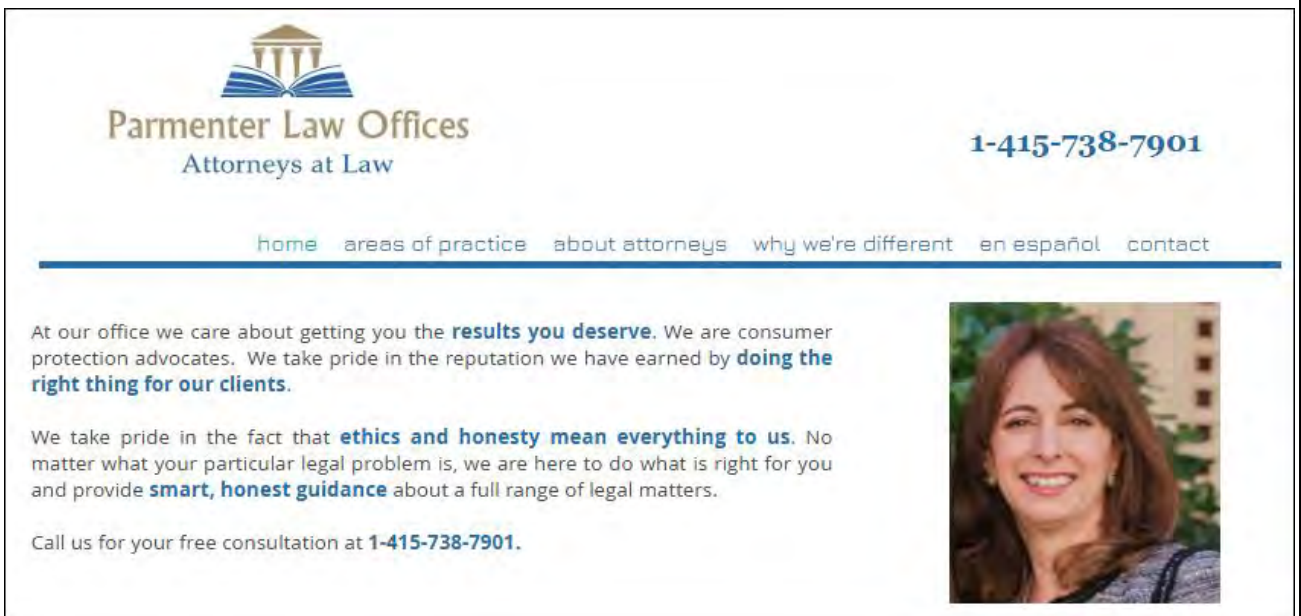 Parmenter Law Offices
Attorneys at Law
1-415-738-7901
home areas of practice about attorneys why we're different en español contact
At our office we care about getting you the results you deserve. We are consumer
protection advocates. We take pride in the reputation we have earned by doing the
right thing for our clients.
We take pride in the fact that ethics and honesty mean everything to us. No
matter what your particular legal problem is, we are here to do what is right for you
and provide smart, honest guidance about a full range of legal matters.
Call us for your free consultation at 1-415-738-7901.